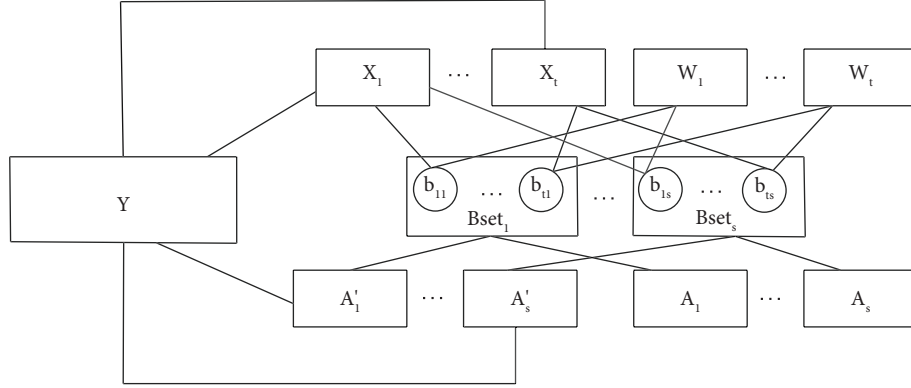 X₁ ⋯ Xₜ W₁ ⋯ Wₜ
Y
b₁₁ ⋯ bₜ₁ ⋯ b₁ₛ ⋯ bₜₛ
Bset₁ Bsetₛ
A'₁ ⋯ A'ₛ A₁ ⋯ Aₛ